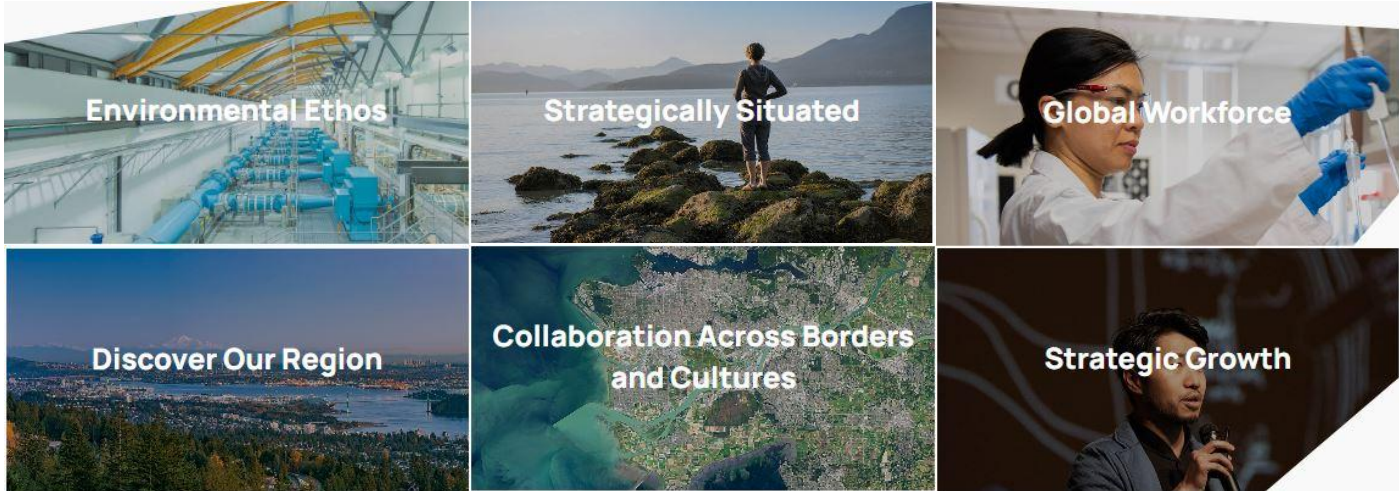 Environmental Ethos
Strategically Situated
Global Workforce
Discover Our Region
Collaboration Across Borders
and Cultures
Strategic Growth